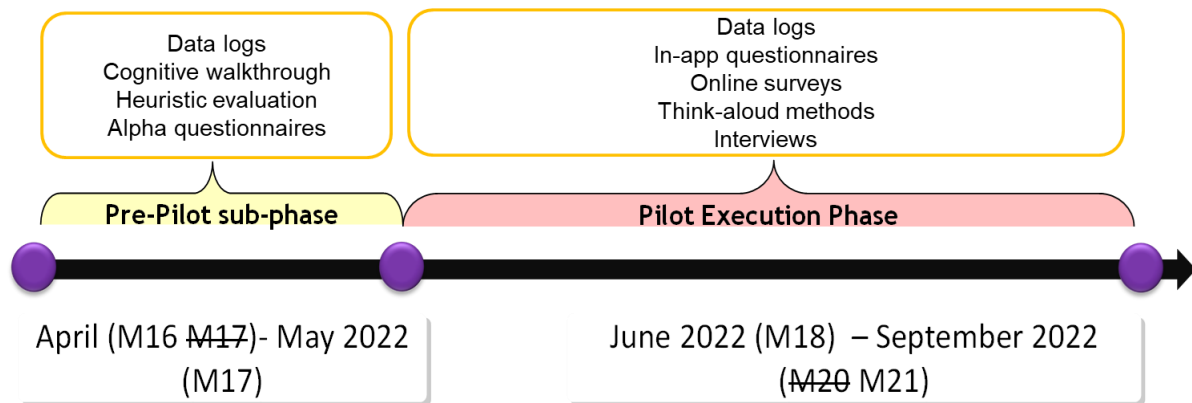 Data logs
Cognitive walkthrough
Heuristic evaluation
Alpha questionnaires
Data logs
In-app questionnaires
Online surveys
Think-aloud methods
Interviews
Pre-Pilot sub-phase
Pilot Execution Phase
April (M16 M17)- May 2022
(M17)
June 2022 (M18) – September 2022
(M20 M21)